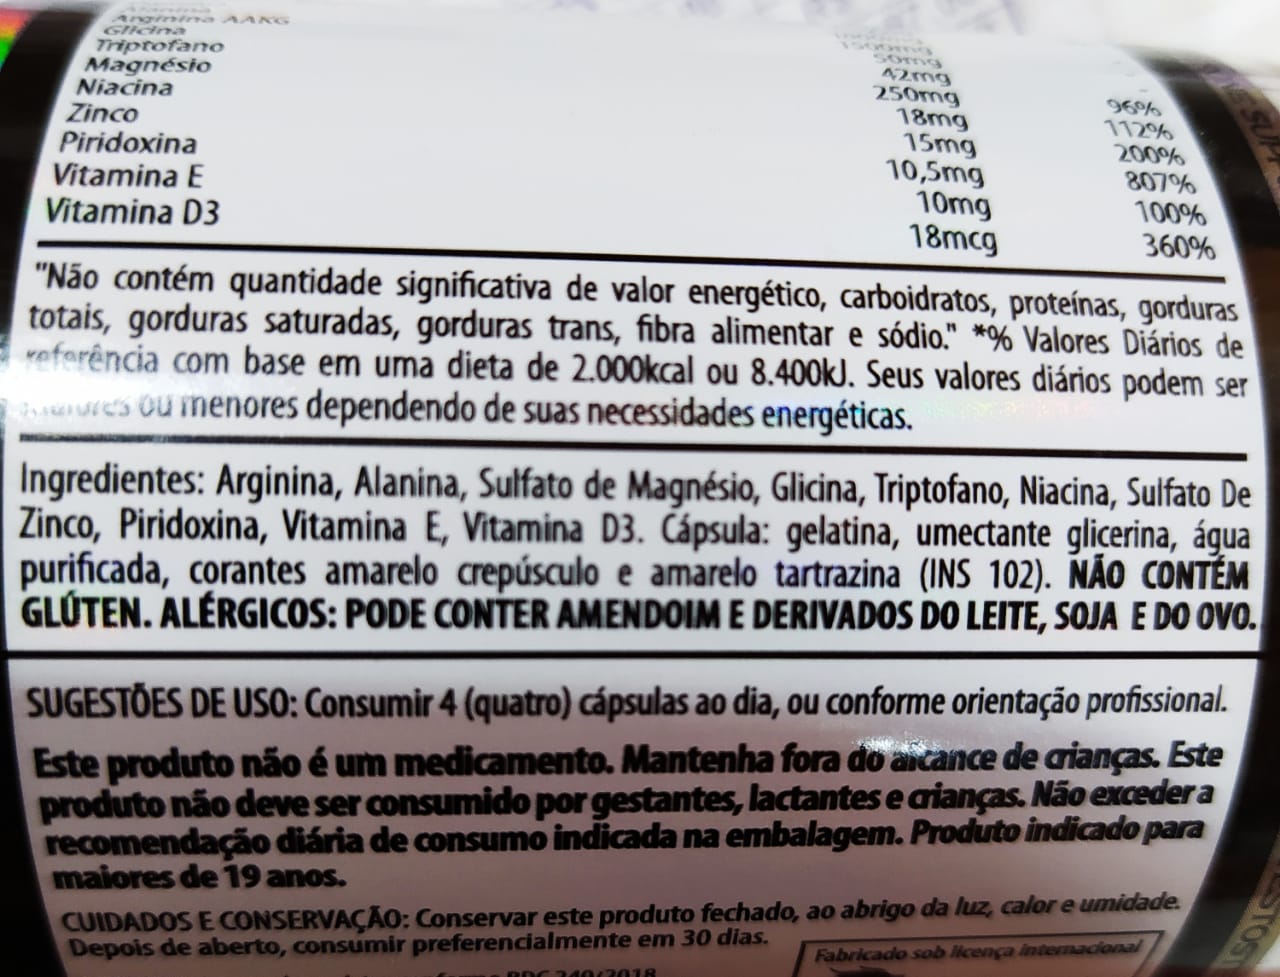 Alanina
Arginina AAKG
Glicina 1500mg
Triptofano 50mg
Magnésio 42mg
Niacina 250mg 96%
Zinco 18mg 112%
Piridoxina 15mg 200%
Vitamina E 10,5mg 807%
Vitamina D3 10mg 100%
18mcg 360%
"Não contém quantidade significativa de valor energético, carboidratos, proteínas, gorduras
totais, gorduras saturadas, gorduras trans, fibra alimentar e sódio." *% Valores Diários de
referência com base em uma dieta de 2.000kcal ou 8.400kJ. Seus valores diários podem ser
ou menores dependendo de suas necessidades energéticas.
Ingredientes: Arginina, Alanina, Sulfato de Magnésio, Glicina, Triptofano, Niacina, Sulfato De
Zinco, Piridoxina, Vitamina E, Vitamina D3. Cápsula: gelatina, umectante glicerina, água
purificada, corantes amarelo crepúsculo e amarelo tartrazina (INS 102). NÃO CONTÉM
GLÚTEN. ALÉRGICOS: PODE CONTER AMENDOIM E DERIVADOS DO LEITE, SOJA E DO OVO.
SUGESTÕES DE USO: Consumir 4 (quatro) cápsulas ao dia, ou conforme orientação profissional.
Este produto não é um medicamento. Mantenha fora do alcance de crianças. Este
produto não deve ser consumido por gestantes, lactantes e crianças. Não exceder a
recomendação diária de consumo indicada na embalagem. Produto indicado para
maiores de 19 anos.
CUIDADOS E CONSERVAÇÃO: Conservar este produto fechado, ao abrigo da luz, calor e umidade.
Depois de aberto, consumir preferencialmente em 30 dias.
Fabricado sob licença internacional
RDC 240/2018